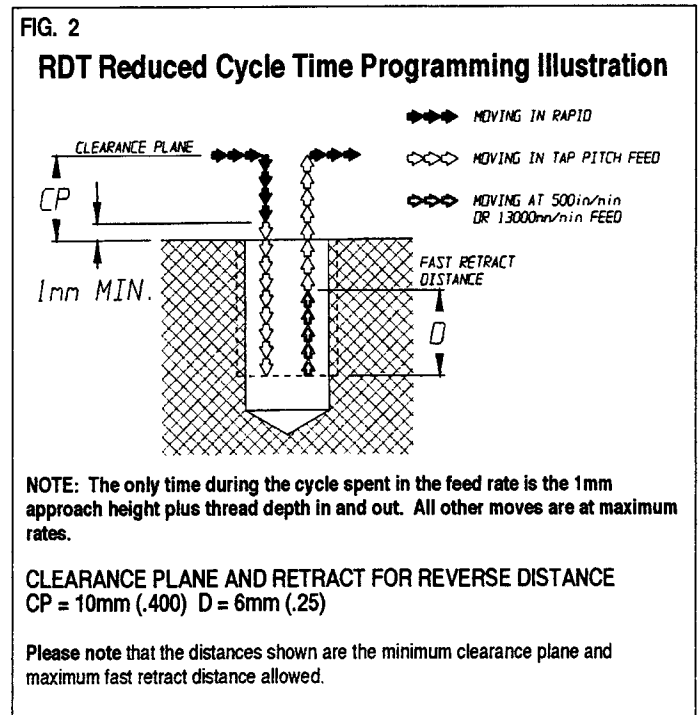 FIG. 2
RDT Reduced Cycle Time Programming Illustration
MOVING IN RAPID
CLEARANCE PLANE
MOVING IN TAP PITCH FEED
CP
MOVING AT 500in/min
OR 13000mm/min FEED
FAST RETRACT
DISTANCE
1mm MIN.
D
NOTE: The only time during the cycle spent in the feed rate is the 1mm
approach height plus thread depth in and out. All other moves are at maximum
rates.
CLEARANCE PLANE AND RETRACT FOR REVERSE DISTANCE
CP = 10mm (.400) D = 6mm (.25)
Please note that the distances shown are the minimum clearance plane and
maximum fast retract distance allowed.